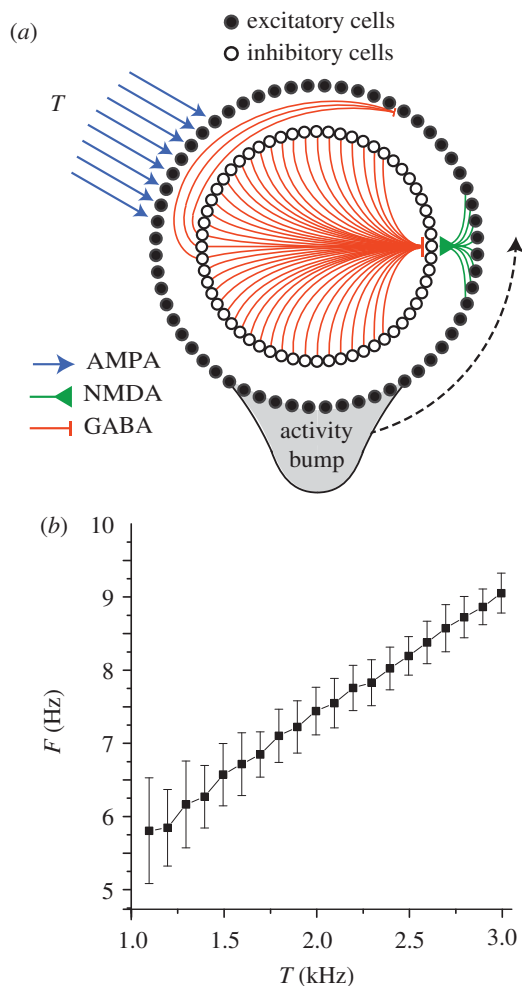 (a)
excitatory cells
inhibitory cells
T
AMPA
NMDA
GABA
activity
bump
(b)
10
9
8
7
6
5
F (Hz)
1.0 1.5 2.0 2.5 3.0
T (kHz)